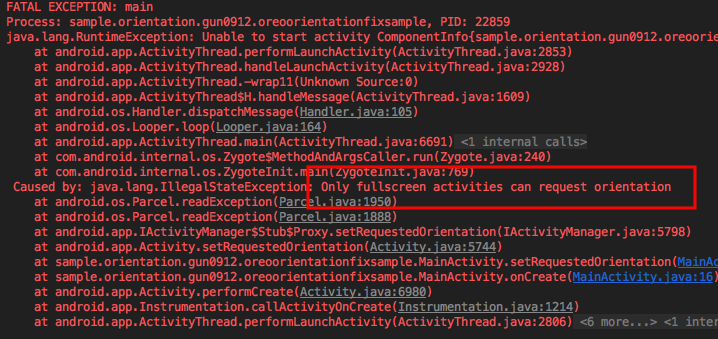 FATAL EXCEPTION: main
Process: sample.orientation.gun0912.oreoorientationfixsample, PID: 22859
java.lang.RuntimeException: Unable to start activity ComponentInfo{sample.orientation.gun0912.oreoorie
at android.app.ActivityThread.performLaunchActivity(ActivityThread.java:2853)
at android.app.ActivityThread.handleLaunchActivity(ActivityThread.java:2928)
at android.app.ActivityThread.-wrap11(Unknown Source:0)
at android.app.ActivityThread$H.handleMessage(ActivityThread.java:1609)
at android.os.Handler.dispatchMessage(Handler.java:105)
at android.os.Looper.loop(Looper.java:164)
at android.app.ActivityThread.main(ActivityThread.java:6691) <1 internal calls>
at com.android.internal.os.Zygote$MethodAndArgsCaller.run(Zygote.java:240)
at com.android.internal.os.ZygoteInit.main(ZygoteInit.java:769)
Caused by: java.lang.IllegalStateException: Only fullscreen activities can request orientation
at android.os.Parcel.readException(Parcel.java:1950)
at android.os.Parcel.readException(Parcel.java:1888)
at android.app.IActivityManager$Stub$Proxy.setRequestedOrientation(IActivityManager.java:5798)
at android.app.Activity.setRequestedOrientation(Activity.java:5744)
at sample.orientation.gun0912.oreoorientationfixsample.MainActivity.setRequestedOrientation(MainAc
at sample.orientation.gun0912.oreoorientationfixsample.MainActivity.onCreate(MainActivity.java:16)
at android.app.Activity.performCreate(Activity.java:6980)
at android.app.Instrumentation.callActivityOnCreate(Instrumentation.java:1214)
at android.app.ActivityThread.performLaunchActivity(ActivityThread.java:2806) <6 more...> <1 inter